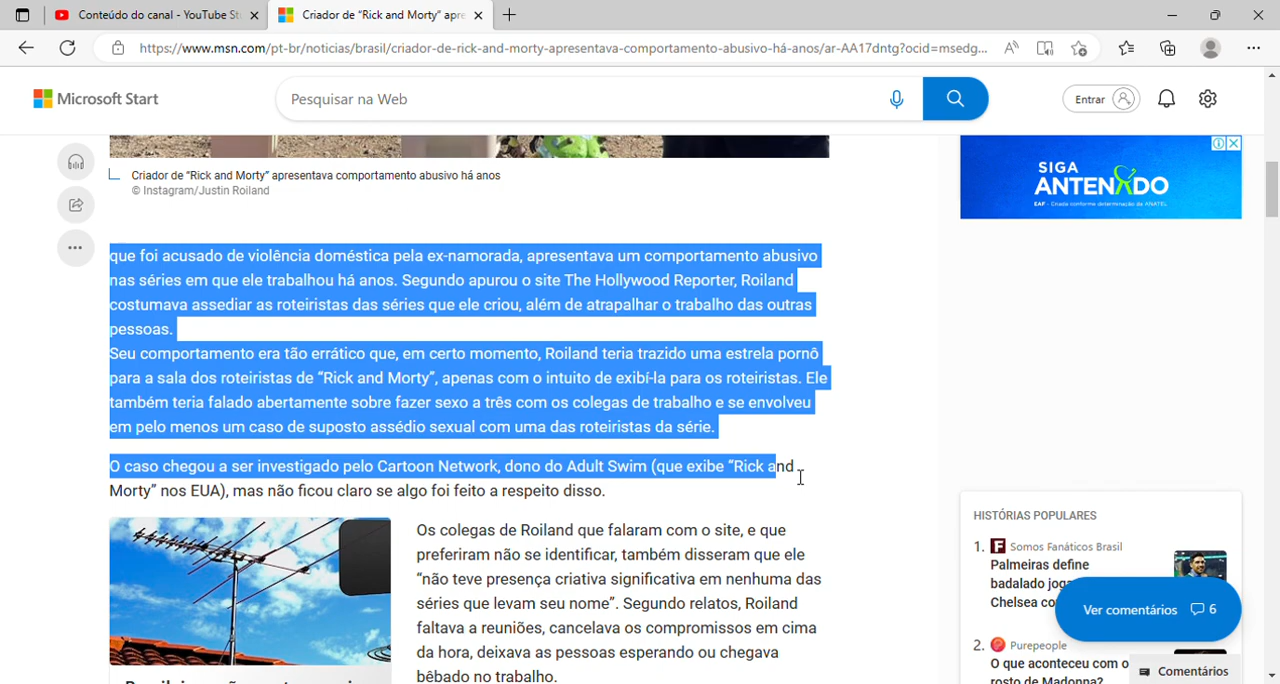 Conteúdo do canal - YouTube St
Criador de “Rick and Morty” apre
https://www.msn.com/pt-br/noticias/brasil/criador-de-rick-and-morty-apresentava-comportamento-abusivo-há-anos/ar-AA17dntg?ocid=msedg...
Microsoft Start
Pesquisar na Web
Entrar
Criador de “Rick and Morty” apresentava comportamento abusivo há anos
© Instagram/Justin Roiland
que foi acusado de violência doméstica pela ex-namorada, apresentava um comportamento abusivo
nas séries em que ele trabalhou há anos. Segundo apurou o site The Hollywood Reporter, Roiland
costumava assediar as roteiristas das séries que ele criou, além de atrapalhar o trabalho das outras
pessoas.
Seu comportamento era tão errático que, em certo momento, Roiland teria trazido uma estrela pornô
para a sala dos roteiristas de “Rick and Morty”, apenas com o intuito de exibí-la para os roteiristas. Ele
também teria falado abertamente sobre fazer sexo a três com os colegas de trabalho e se envolveu
em pelo menos um caso de suposto assédio sexual com uma das roteiristas da série.
O caso chegou a ser investigado pelo Cartoon Network, dono do Adult Swim (que exibe “Rick and
Morty” nos EUA), mas não ficou claro se algo foi feito a respeito disso.
Os colegas de Roiland que falaram com o site, e que
preferiram não se identificar, também disseram que ele
“não teve presença criativa significativa em nenhuma das
séries que levam seu nome”. Segundo relatos, Roiland
faltava a reuniões, cancelava os compromissos em cima
da hora, deixava as pessoas esperando ou chegava
bêbado no trabalho.
SIGA
ANTENADO
EAF - Criada conforme determinação da ANATEL
HISTÓRIAS POPULARES
1. Somos Fanáticos Brasil
Palmeiras define
badalado joga
Chelsea co
Ver comentários 6
2. Purepeople
O que aconteceu com o
rosto de Madonna?
Comentários